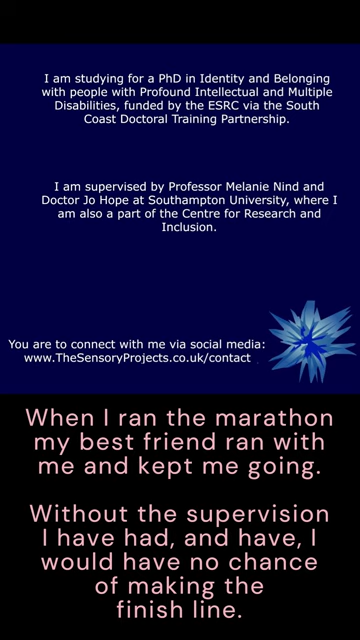 I am studying for a PhD in Identity and Belonging
with people with Profound Intellectual and Multiple
Disabilities, funded by the ESRC via the South
Coast Doctoral Training Partnership.
I am supervised by Professor Melanie Nind and
Doctor Jo Hope at Southampton University, where I
am also a part of the Centre for Research and
Inclusion.
You are to connect with me via social media:
www.TheSensoryProjects.co.uk/contact
When I ran the marathon
my best friend ran with
me and kept me going.
Without the supervision
I have had, and have, I
would have no chance
of making the
finish line.